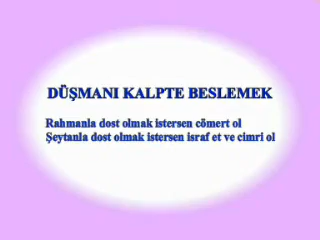 DÜŞMANI KALPTE BESLEMEK
Rahmanla dost olmak istersen cömert ol
Şeytanla dost olmak istersen israf et ve cimri ol